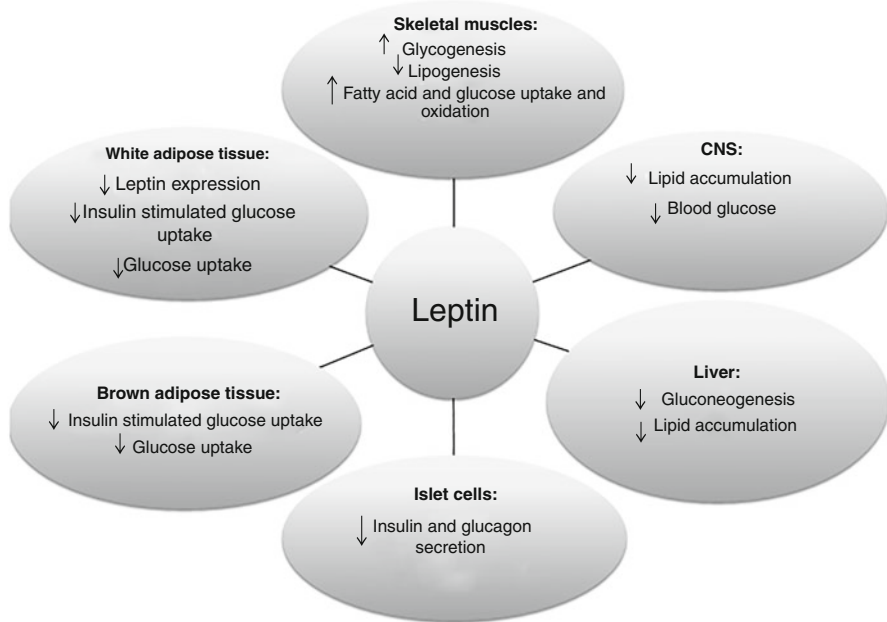 Skeletal muscles:
↑ Glycogenesis
↓ Lipogenesis
↑ Fatty acid and glucose uptake and
oxidation
White adipose tissue:
↓ Leptin expression
↓ Insulin stimulated glucose
uptake
↓ Glucose uptake
CNS:
↓ Lipid accumulation
↓ Blood glucose
Leptin
Brown adipose tissue:
↓ Insulin stimulated glucose uptake
↓ Glucose uptake
Liver:
↓ Gluconeogenesis
↓ Lipid accumulation
Islet cells:
↓ Insulin and glucagon
secretion